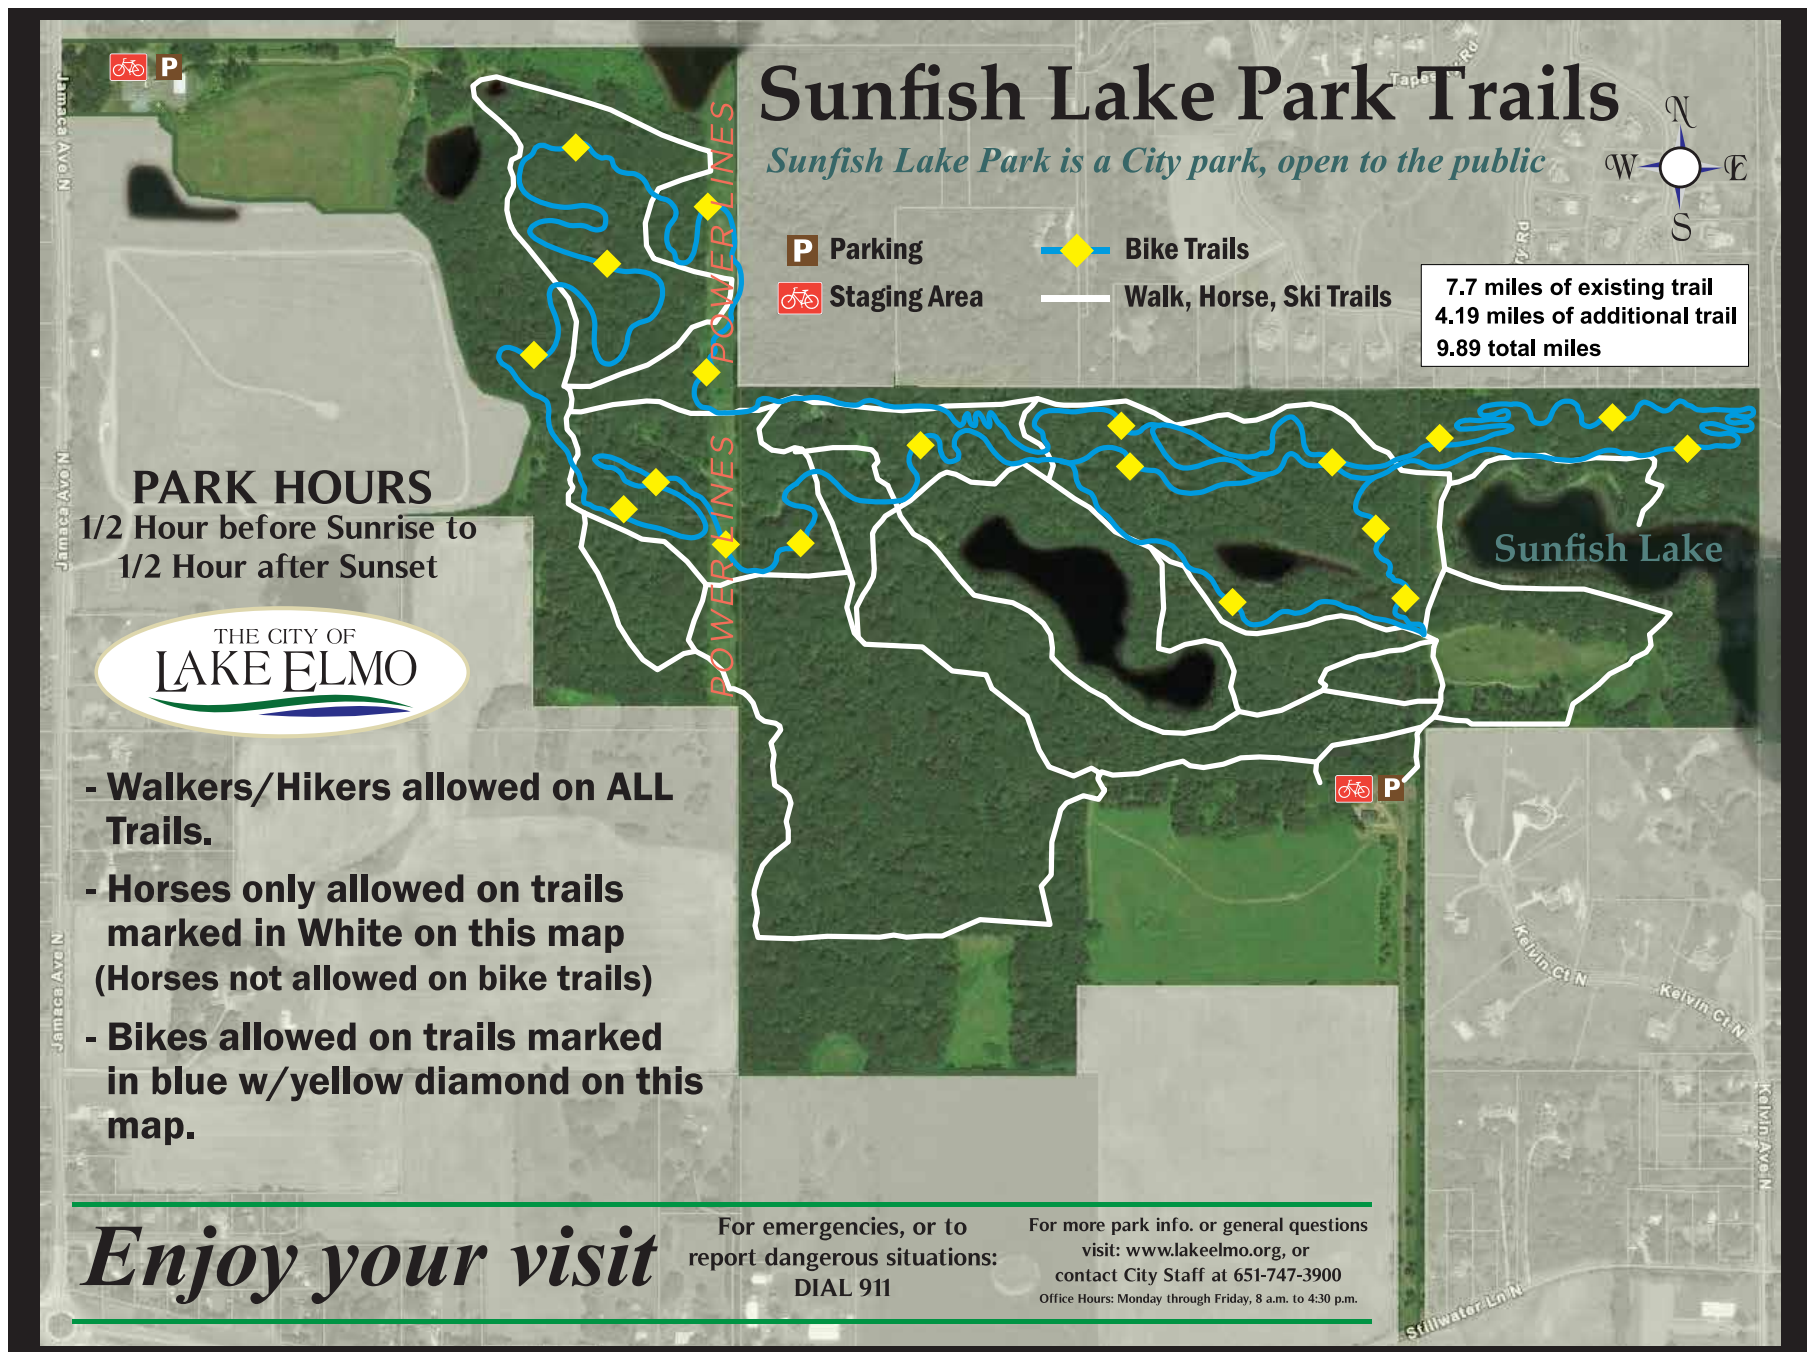 Sunfish Lake Park Trails
Sunfish Lake Park is a City park, open to the public
N
W
E
S
P
P Parking
Bike Trails
Staging Area
Walk, Horse, Ski Trails
7.7 miles of existing trail
4.19 miles of additional trail
9.89 total miles
Jamaca Ave N
POWER LINES
POWER LINES
PARK HOURS
1/2 Hour before Sunrise to
1/2 Hour after Sunset
Jamaca Ave N
Sunfish Lake
THE CITY OF
LAKE ELMO
P
- Walkers/Hikers allowed on ALL
Trails.
- Horses only allowed on trails
marked in White on this map
(Horses not allowed on bike trails)
- Bikes allowed on trails marked
in blue w/yellow diamond on this
map.
Jamaca Ave N
Kelvin Ct N
Kelvin Ct N
Kelvin Ave N
Enjoy your visit
For emergencies, or to
report dangerous situations:
DIAL 911
For more park info. or general questions
visit: www.lakeelmo.org, or
contact City Staff at 651-747-3900
Office Hours: Monday through Friday, 8 a.m. to 4:30 p.m.
Stillwater Ln N